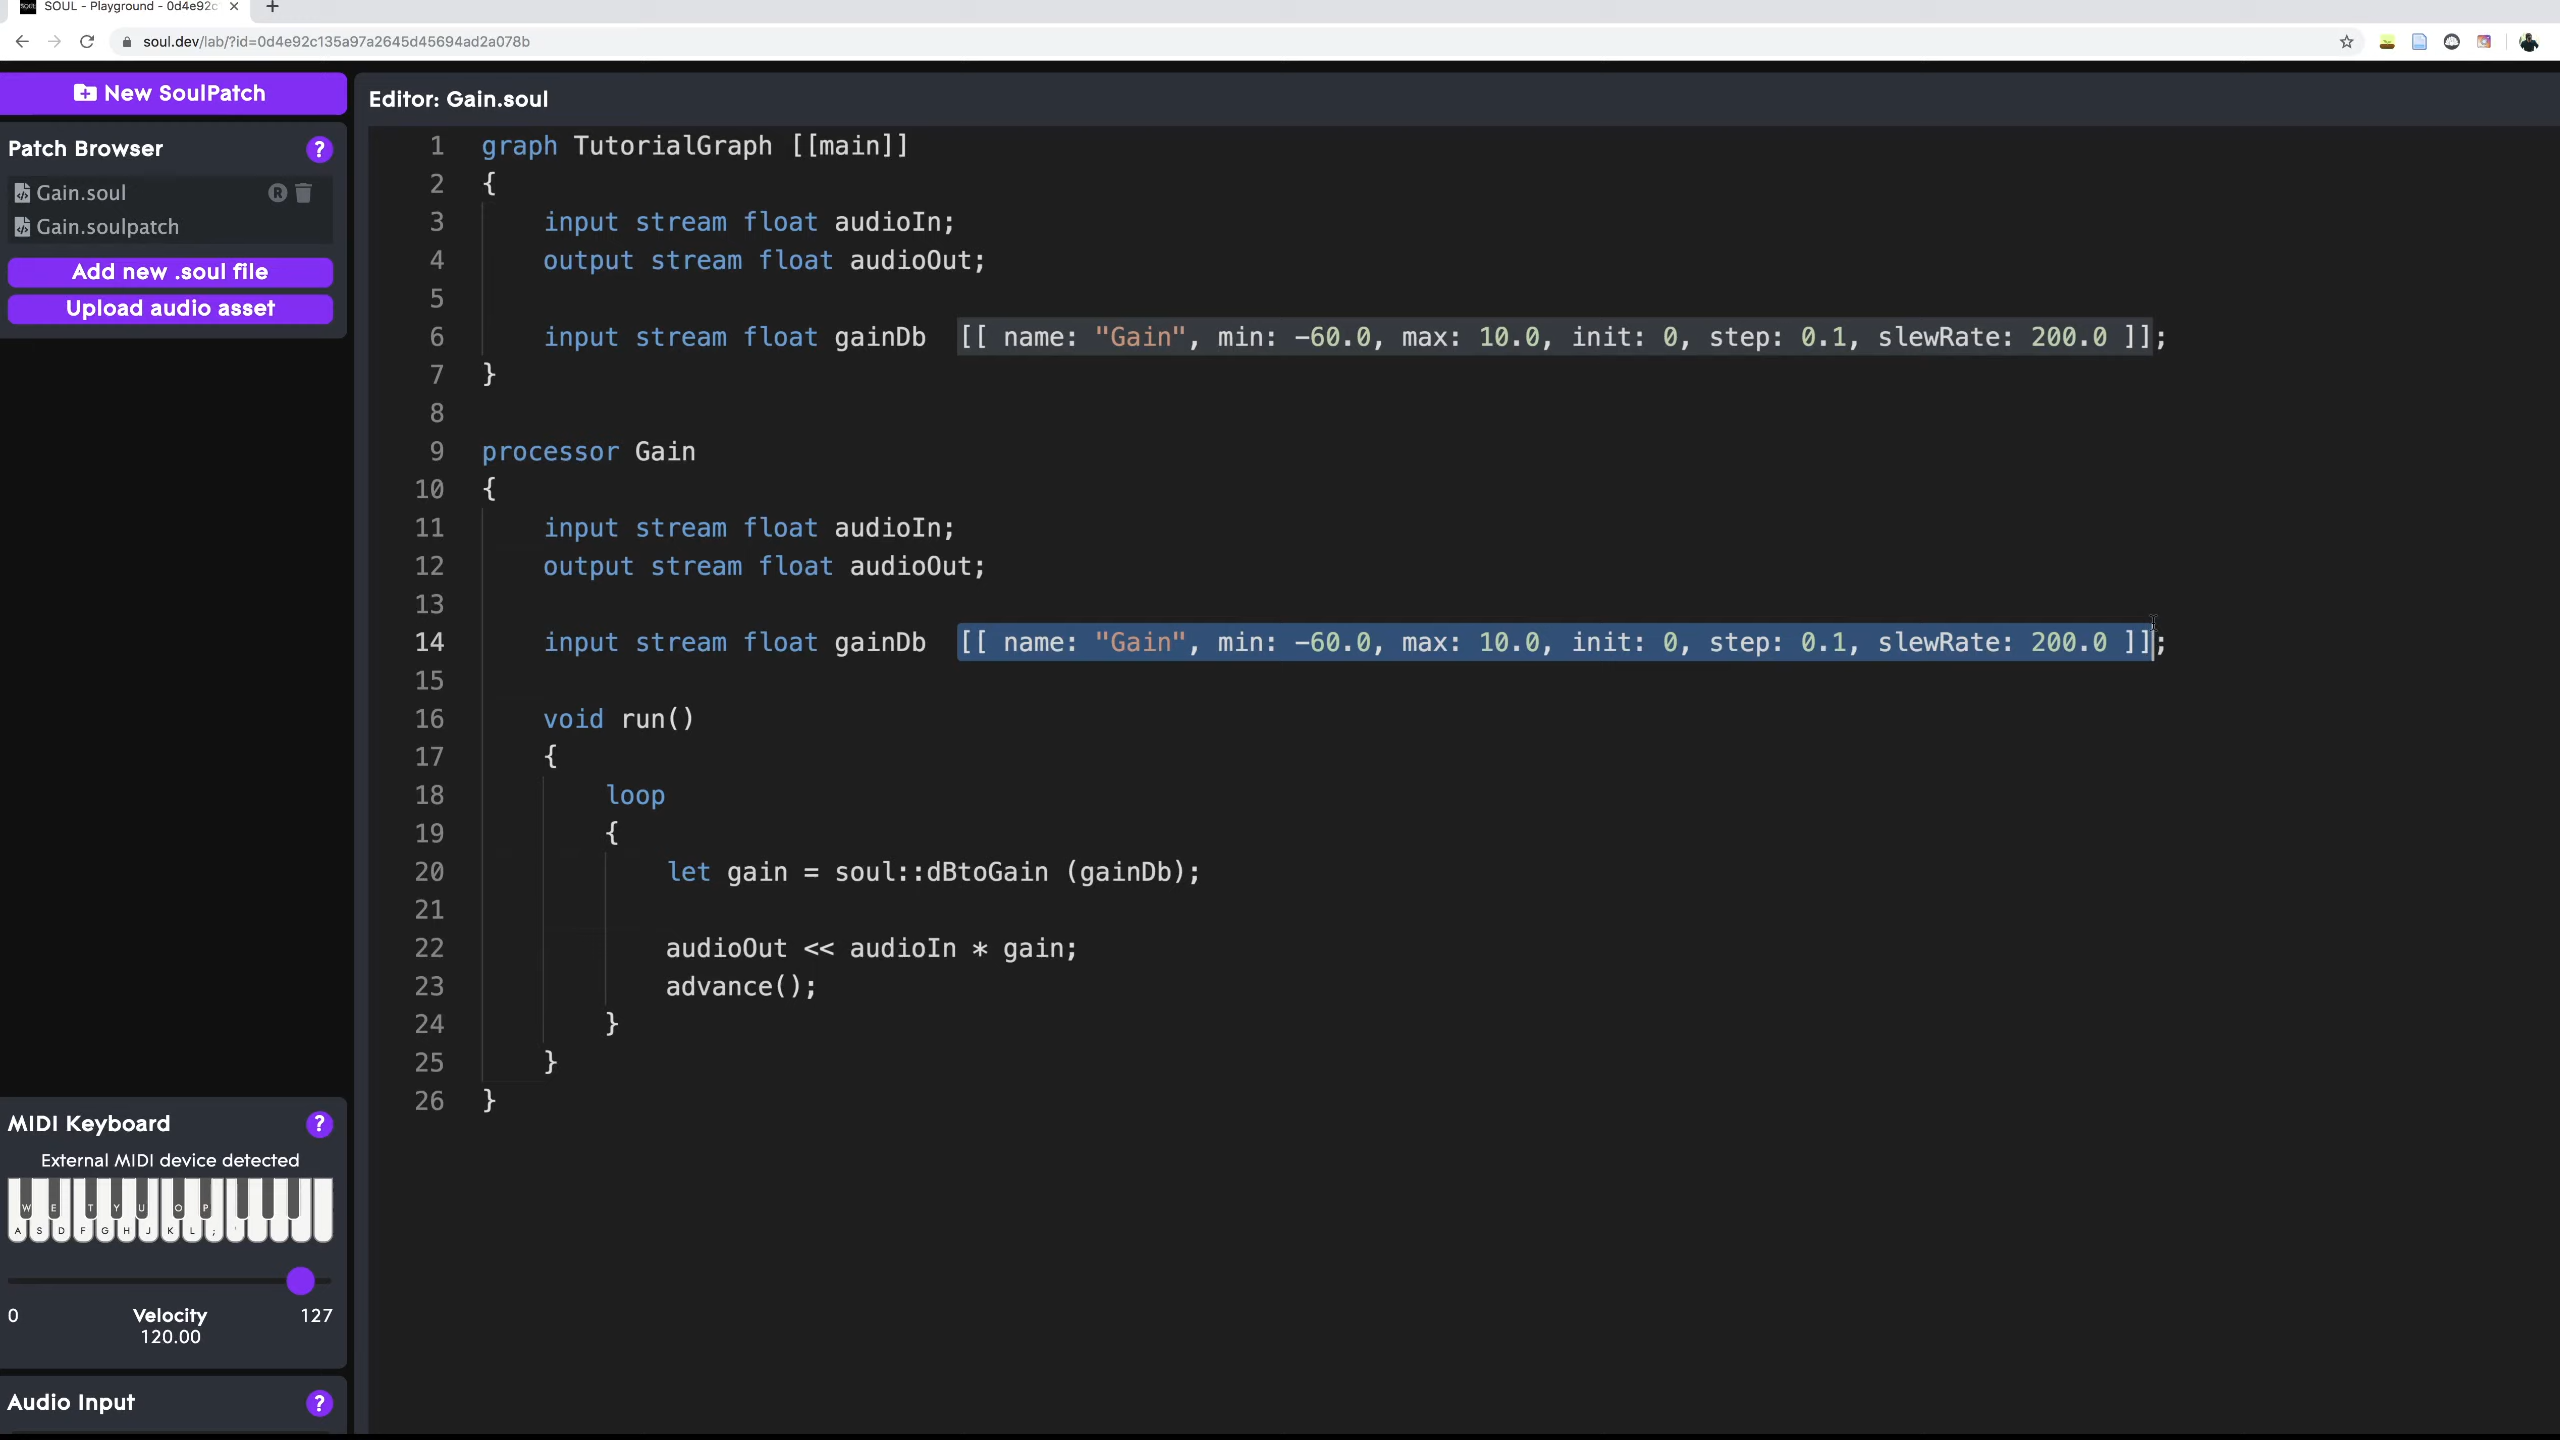 SOUL - Playground - 0d4e92c
soul.dev/lab/?id=0d4e92c135a97a2645d45694ad2a078b
New SoulPatch
Patch Browser ?
Gain.soul R
Gain.soulpatch
Add new .soul file
Upload audio asset
Editor: Gain.soul
1 graph TutorialGraph [[main]]
2 {
3 input stream float audioIn;
4 output stream float audioOut;
5
6 input stream float gainDb [[ name: "Gain", min: -60.0, max: 10.0, init: 0, step: 0.1, slewRate: 200.0 ]];
7 }
8
9 processor Gain
10 {
11 input stream float audioIn;
12 output stream float audioOut;
13
14 input stream float gainDb [[ name: "Gain", min: -60.0, max: 10.0, init: 0, step: 0.1, slewRate: 200.0 ]];
15
16 void run()
17 {
18 loop
19 {
20 let gain = soul::dBtoGain (gainDb);
21
22 audioOut << audioIn * gain;
23 advance();
24 }
25 }
26 }
MIDI Keyboard ?
External MIDI device detected
W E T Y U O P
A S D F G H J K L ; '
0 Velocity 127
120.00
Audio Input ?